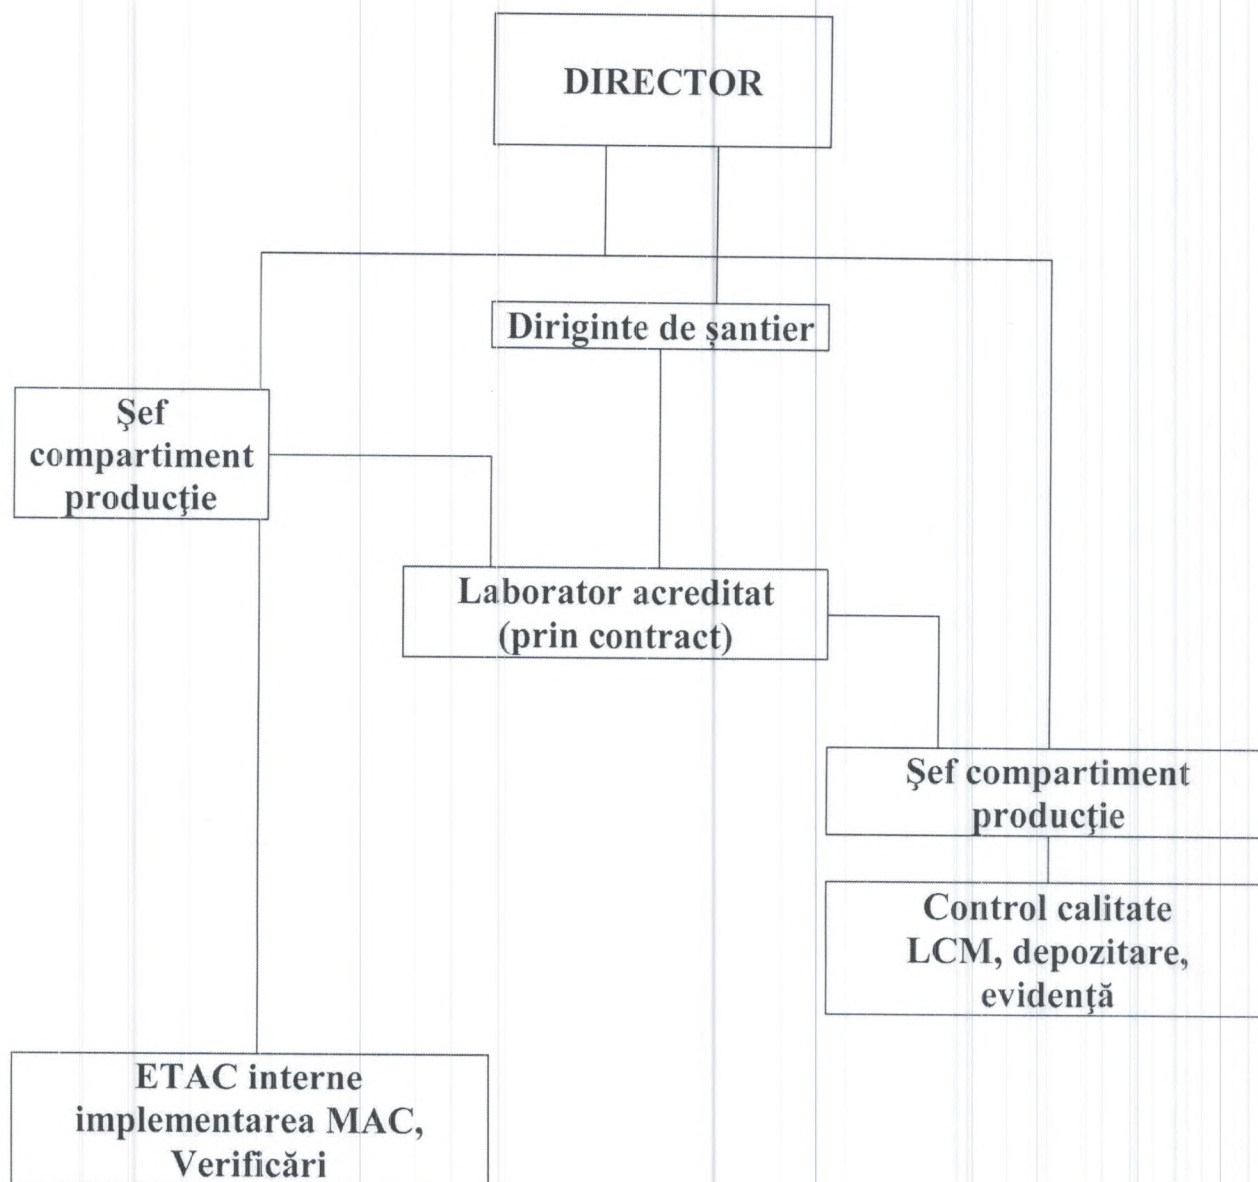 DIRECTOR
Diriginte de șantier
Şef
compartiment
producţie
Laborator acreditat
(prin contract)
Şef compartiment
producţie
Control calitate
LCM, depozitare,
evidenţă
ETAC interne
implementarea MAC,
Verificări